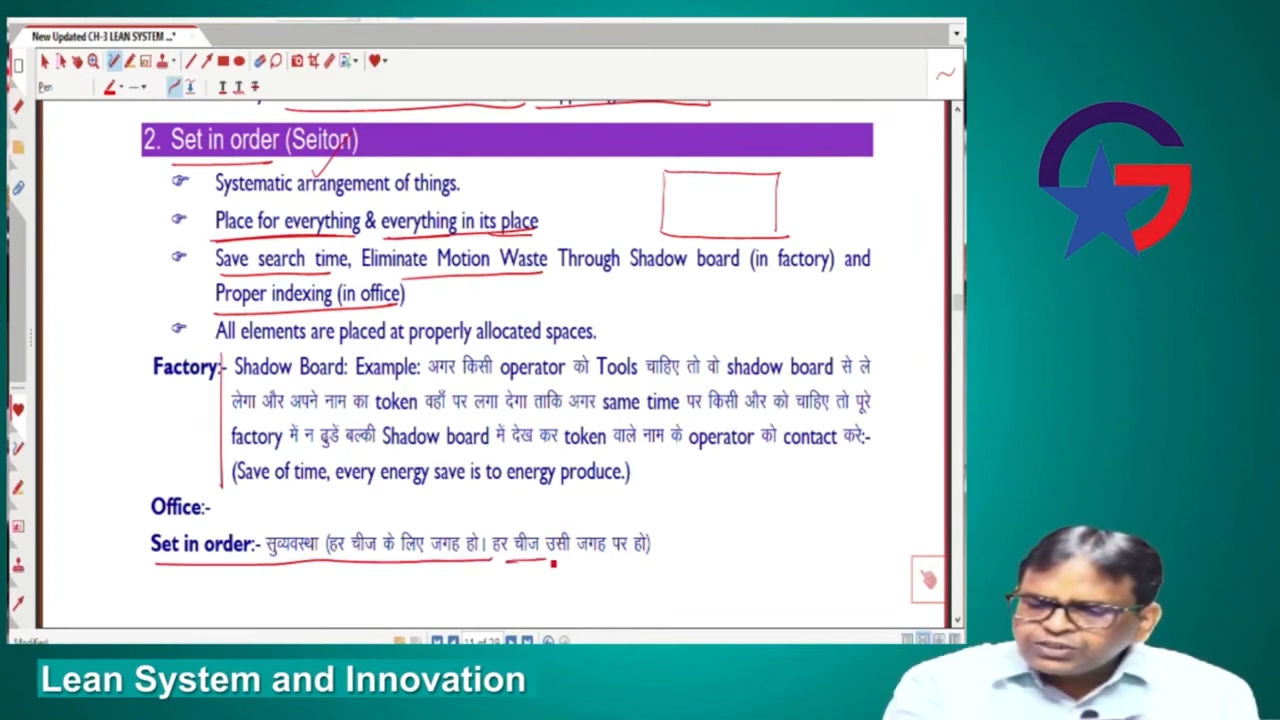 New Updated CH-3 LEAN SYSTEM ...*
Pen
2. Set in order (Seiton)
Systematic arrangement of things.
Place for everything & everything in its place
Save search time, Eliminate Motion Waste Through Shadow board (in factory) and
Proper indexing (in office)
All elements are placed at properly allocated spaces.
Factory:- Shadow Board: Example: अगर किसी operator को Tools चाहिए तो वो shadow board से ले
लेगा और अपने नाम का token वहाँ पर लगा देगा ताकि अगर same time पर किसी और को चाहिए तो पूरे
factory में न ढुडें बल्की Shadow board में देख कर token वाले नाम के operator को contact करे:-
(Save of time, every energy save is to energy produce.)
Office:-
Set in order:- सुव्यवस्था (हर चीज के लिए जगह हो। हर चीज उसी जगह पर हो)
11 of 28
Lean System and Innovation